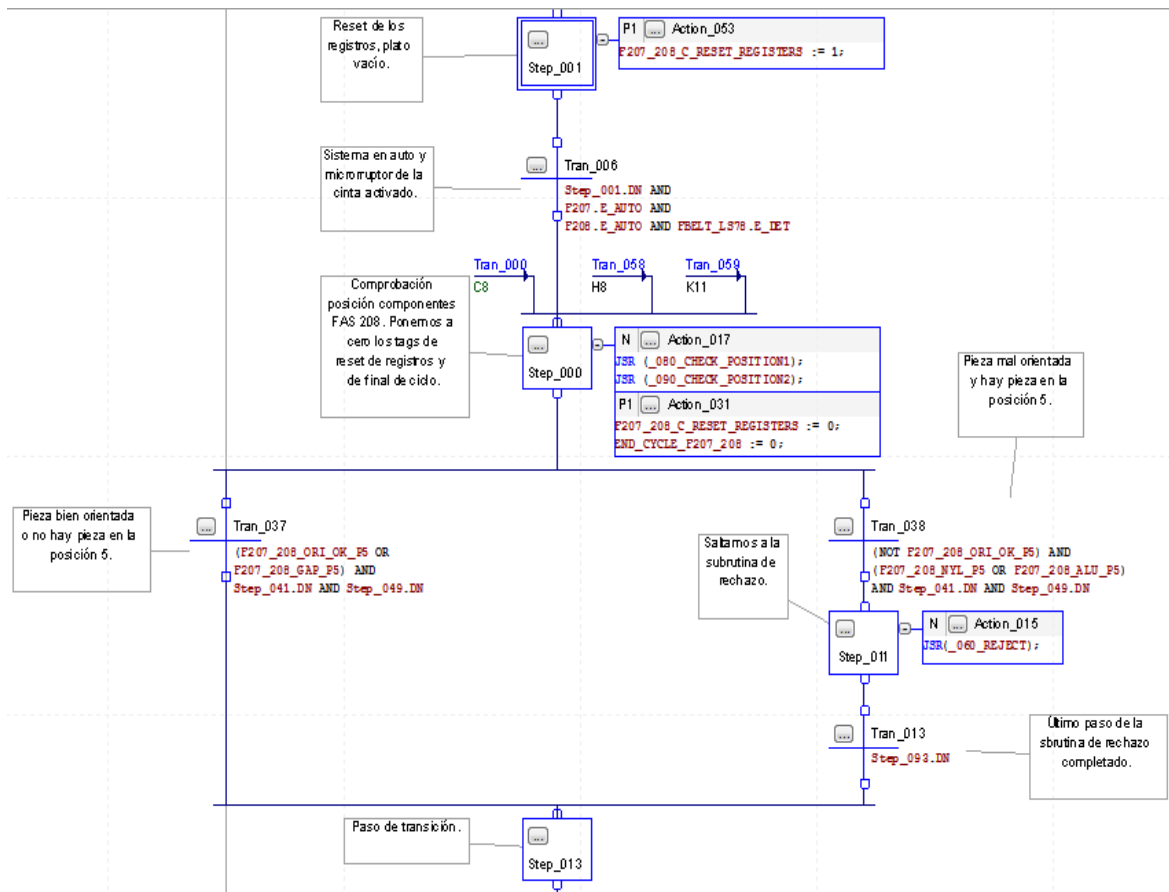 Reset de los
registros, plato
vacío.
...
Step_001
P1 ... Action_053
F207_208_C_RESET_REGISTERS := 1;
Sistema en auto y
microrruptor de la
cinta activado.
... Tran_006
Step_001.DN AND
F207.E_AUTO AND
F208.E_AUTO AND FBELT_LS78.E_DET
Tran_000
C8
Tran_058
H8
Tran_059
K11
Comprobación
posición componentes
FAS 208. Ponemos a
cero los tags de
reset de registros y
de final de ciclo.
...
Step_000
N ... Action_017
JSR (_080_CHECK_POSITION1);
JSR (_090_CHECK_POSITION2);
P1 ... Action_031
F207_208_C_RESET_REGISTERS := 0;
END_CYCLE_F207_208 := 0;
Pieza mal orientada
y hay pieza en la
posición 5.
Pieza bien orientada
o no hay pieza en la
posición 5.
... Tran_037
(F207_208_ORI_OK_P5 OR
F207_208_GAP_P5) AND
Step_041.DN AND Step_049.DN
Saltamos a la
subrutina de
rechazo.
... Tran_038
(NOT F207_208_ORI_OK_P5) AND
(F207_208_NYL_P5 OR F207_208_ALU_P5)
AND Step_041.DN AND Step_049.DN
...
Step_011
N ... Action_015
JSR(_060_REJECT);
... Tran_013
Step_093.DN
Último paso de la
sbrutina de rechazo
completado.
Paso de transición.
...
Step_013